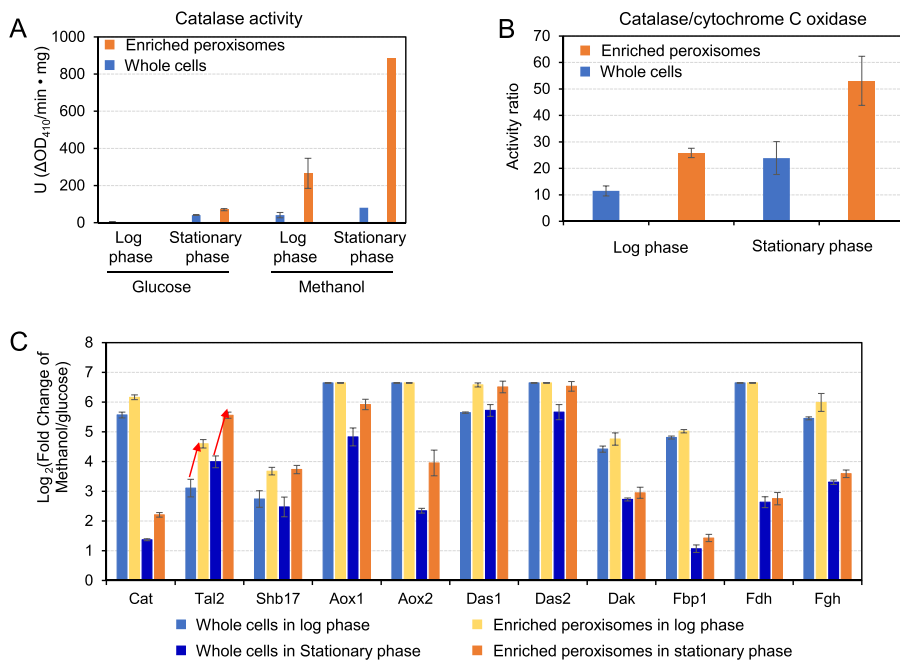 A
Catalase activity
Enriched peroxisomes
Whole cells
U (ΔOD410/min • mg)
1000
800
600
400
200
0
Log phase
Stationary phase
Log phase
Stationary phase
Glucose
Methanol
B
Catalase/cytochrome C oxidase
Enriched peroxisomes
Whole cells
Activity ratio
70
60
50
40
30
20
10
0
Log phase
Stationary phase
C
Log 2(Fold Change of
Methanol/glucose)
8
7
6
5
4
3
2
1
0
Cat
Tal2
Shb17
Aox1
Aox2
Das1
Das2
Dak
Fbp1
Fdh
Fgh
Whole cells in log phase
Enriched peroxisomes in log phase
Whole cells in Stationary phase
Enriched peroxisomes in stationary phase